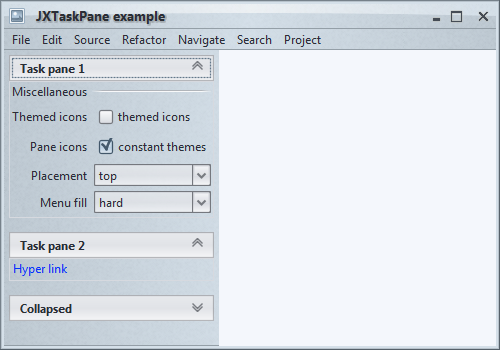 JXTaskPane example
File Edit Source Refactor Navigate Search Project
Task pane 1
Miscellaneous
Themed icons themed icons
Pane icons constant themes
Placement top
Menu fill hard
Task pane 2
Hyper link
Collapsed